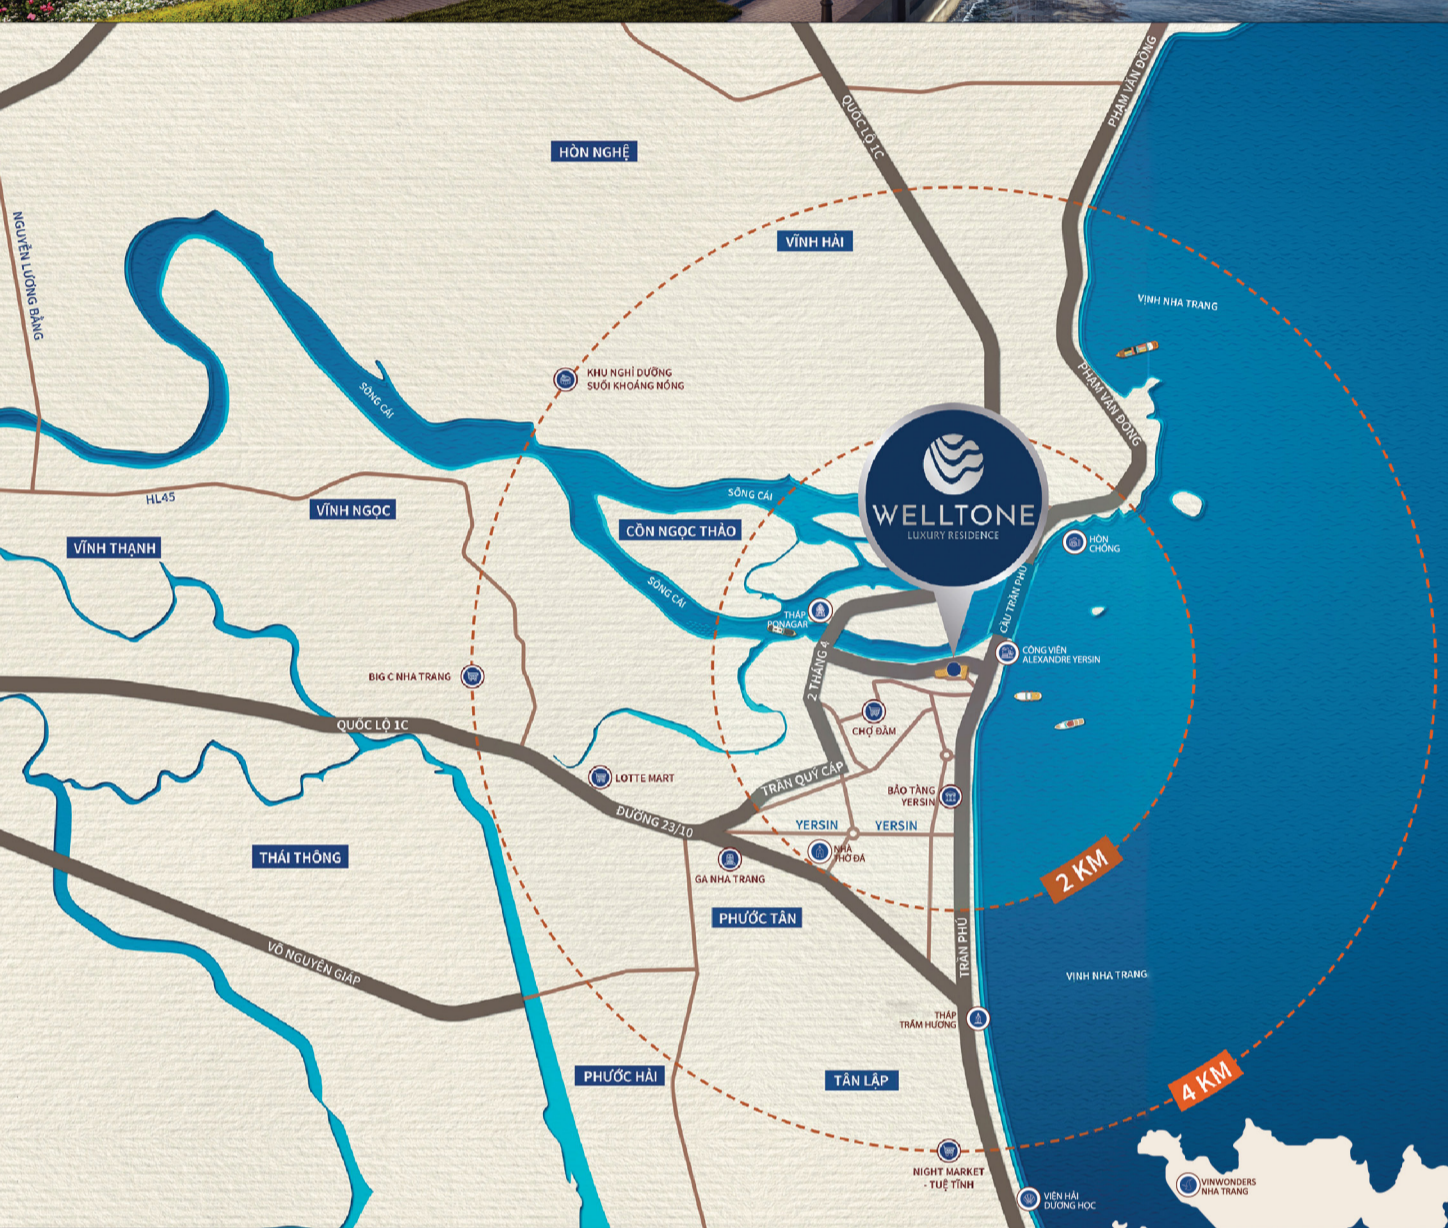 PHẠM VĂN ĐỒNG
QUỐC LỘ 1C
HÒN NGHỆ
NGUYỄN LƯƠNG BẰNG
VĨNH HẢI
VỊNH NHA TRANG
KHU NGHỈ DƯỠNG
SUỐI KHOÁNG NÓNG
SÔNG CÁI
PHẠM VĂN ĐỒNG
HL45
VĨNH NGỌC
SÔNG CÁI
CỒN NGỌC THẢO
WELLTONE
LUXURY RESIDENCE
VĨNH THẠNH
HÒN
CHỒNG
SÔNG CÁI
CẦU TRẦN PHÚ
THÁP
PONAGAR
CÔNG VIÊN
ALEXANDRE YERSIN
2 THÁNG 4
BIG C NHA TRANG
QUỐC LỘ 1C
CHỢ ĐẦM
LOTTE MART
TRẦN QUÝ CÁP
BẢO TÀNG
YERSIN
ĐƯỜNG 23/10
YERSIN
YERSIN
THÁI THÔNG
NHÀ
THỜ ĐÁ
GA NHA TRANG
2 KM
PHƯỚC TÂN
TRẦN PHÚ
VÕ NGUYÊN GIÁP
VỊNH NHA TRANG
THÁP
TRẦM HƯƠNG
PHƯỚC HẢI
TÂN LẬP
4 KM
NIGHT MARKET
- TUỆ TĨNH
VINWONDERS
NHA TRANG
VIỆN HẢI
DƯƠNG HỌC